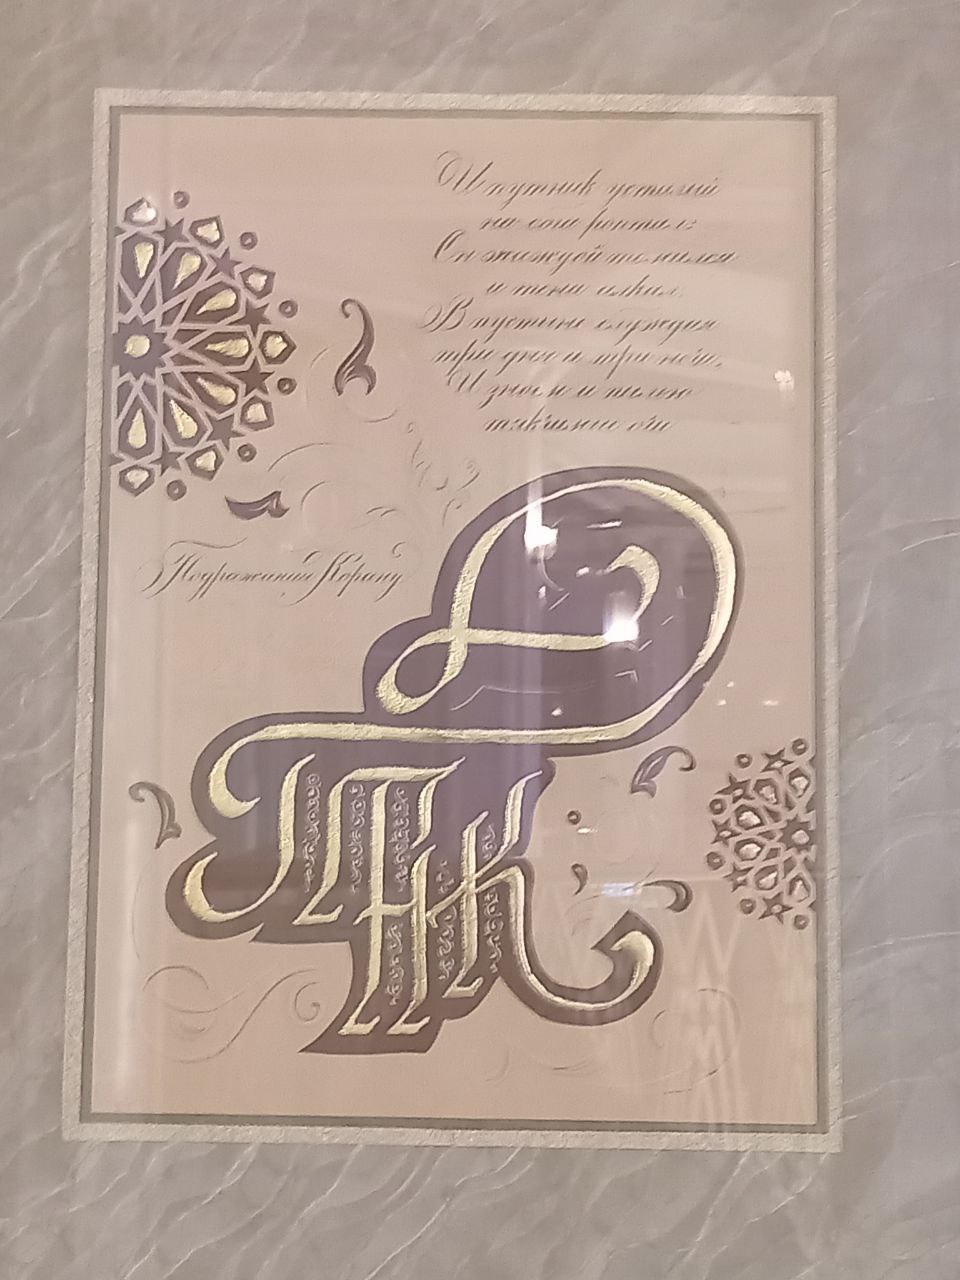 И путник усталый
на бога роптал:
Он жаждой томился
и тени алкал.
В пустыне блуждая
три дня и три ночи,
И зноем и пылью
тягчимые очи
Подражание Корану